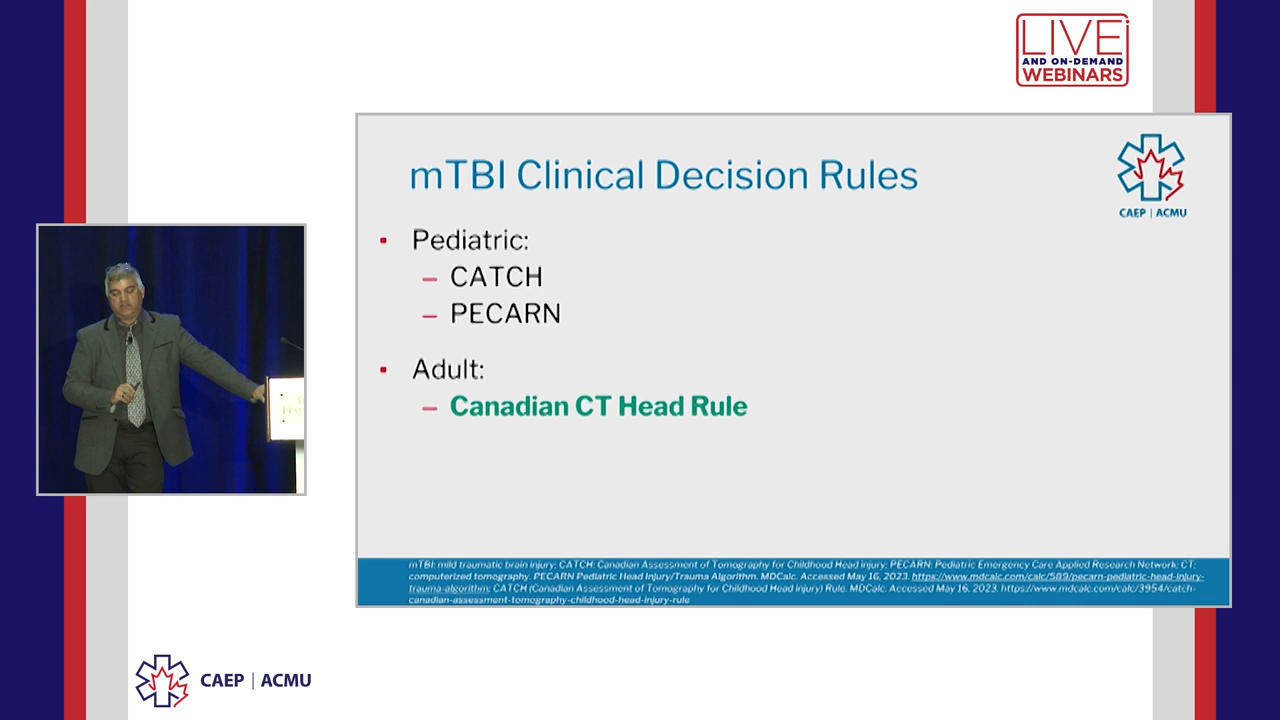 LIVE
AND ON-DEMAND
WEBINARS
mTBI Clinical Decision Rules
CAEP | ACMU
▪ Pediatric:
– CATCH
– PECARN
▪ Adult:
– Canadian CT Head Rule
mTBI: mild traumatic brain injury; CATCH: Canadian Assessment of Tomography for Childhood Head injury; PECARN: Pediatric Emergency Care Applied Research Network; CT:
computerized tomography. PECARN Pediatric Head Injury/Trauma Algorithm. MDCalc. Accessed May 16, 2023. https://www.mdcalc.com/calc/589/pecarn-pediatric-head-injury-
trauma-algorithm; CATCH (Canadian Assessment of Tomography for Childhood Head injury) Rule. MDCalc. Accessed May 16, 2023. https://www.mdcalc.com/calc/3954/catch-
canadian-assessment-tomography-childhood-head-injury-rule
CAEP | ACMU